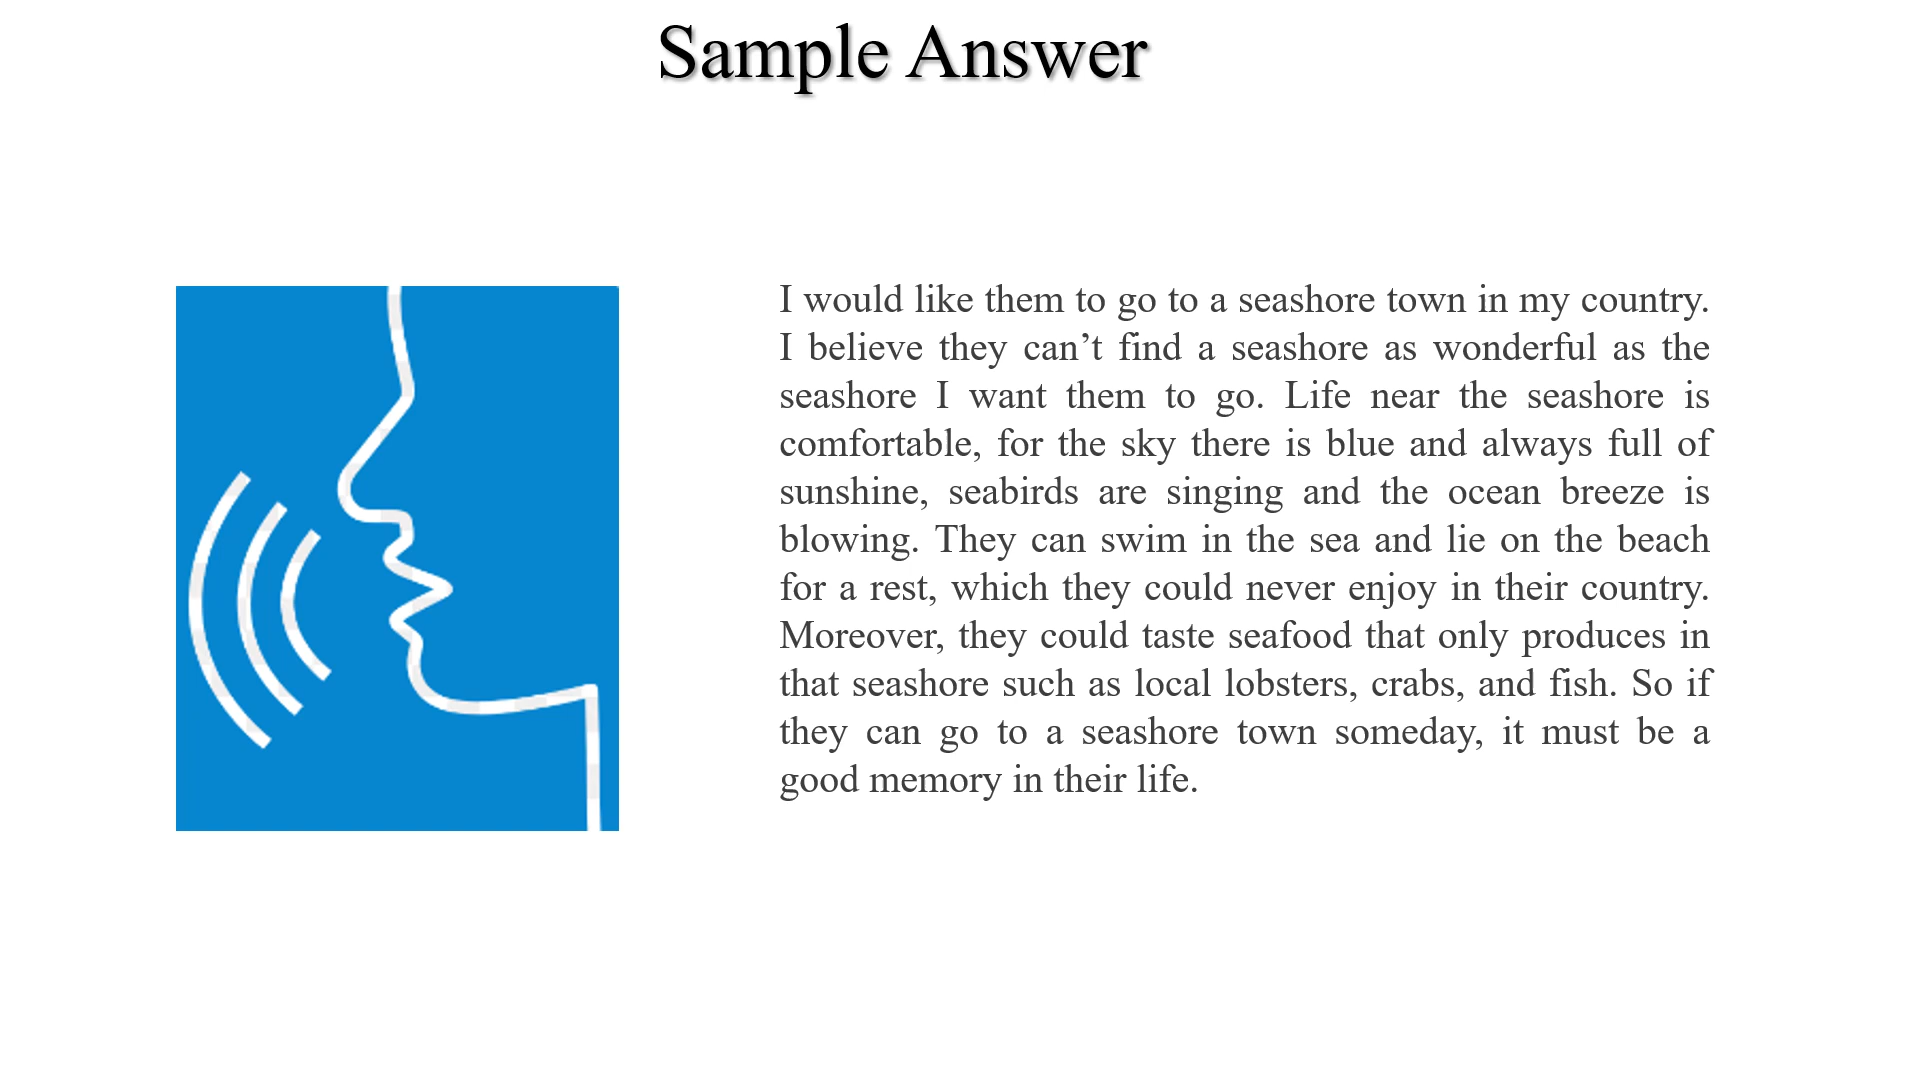 Sample Answer
I would like them to go to a seashore town in my country.
I believe they can’t find a seashore as wonderful as the
seashore I want them to go. Life near the seashore is
comfortable, for the sky there is blue and always full of
sunshine, seabirds are singing and the ocean breeze is
blowing. They can swim in the sea and lie on the beach
for a rest, which they could never enjoy in their country.
Moreover, they could taste seafood that only produces in
that seashore such as local lobsters, crabs, and fish. So if
they can go to a seashore town someday, it must be a
good memory in their life.